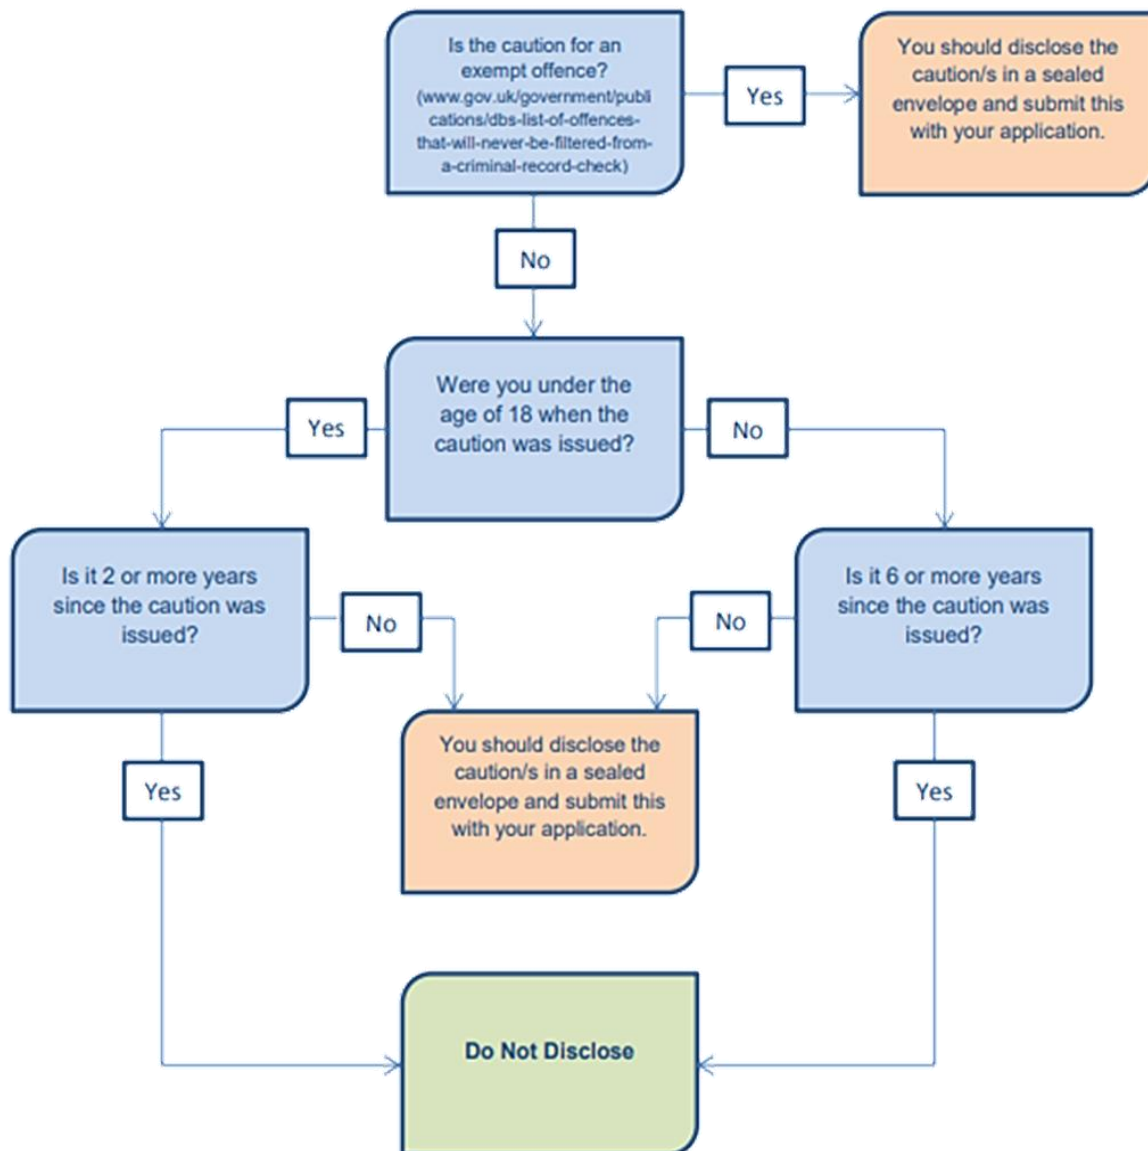 Is the caution for an
exempt offence?
(www.gov.uk/government/publi
cations/dbs-list-of-offences-
that-will-never-be-filtered-from-
a-criminal-record-check)
Yes
You should disclose the
caution/s in a sealed
envelope and submit this
with your application.
No
Were you under the
age of 18 when the
caution was issued?
Yes
No
Is it 2 or more years
since the caution was
issued?
No
No
Is it 6 or more years
since the caution was
issued?
You should disclose the
caution/s in a sealed
envelope and submit this
with your application.
Yes
Yes
Do Not Disclose